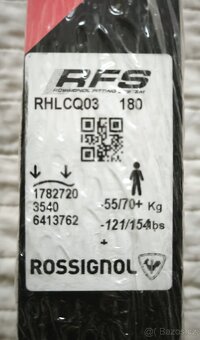 RFS
ROSSIGNOL FITTING SYSTEM
RHLCQ03 180
1782720
3540
6413762
-55/70+ Kg
-121/154lbs
+
ROSSIGNOL